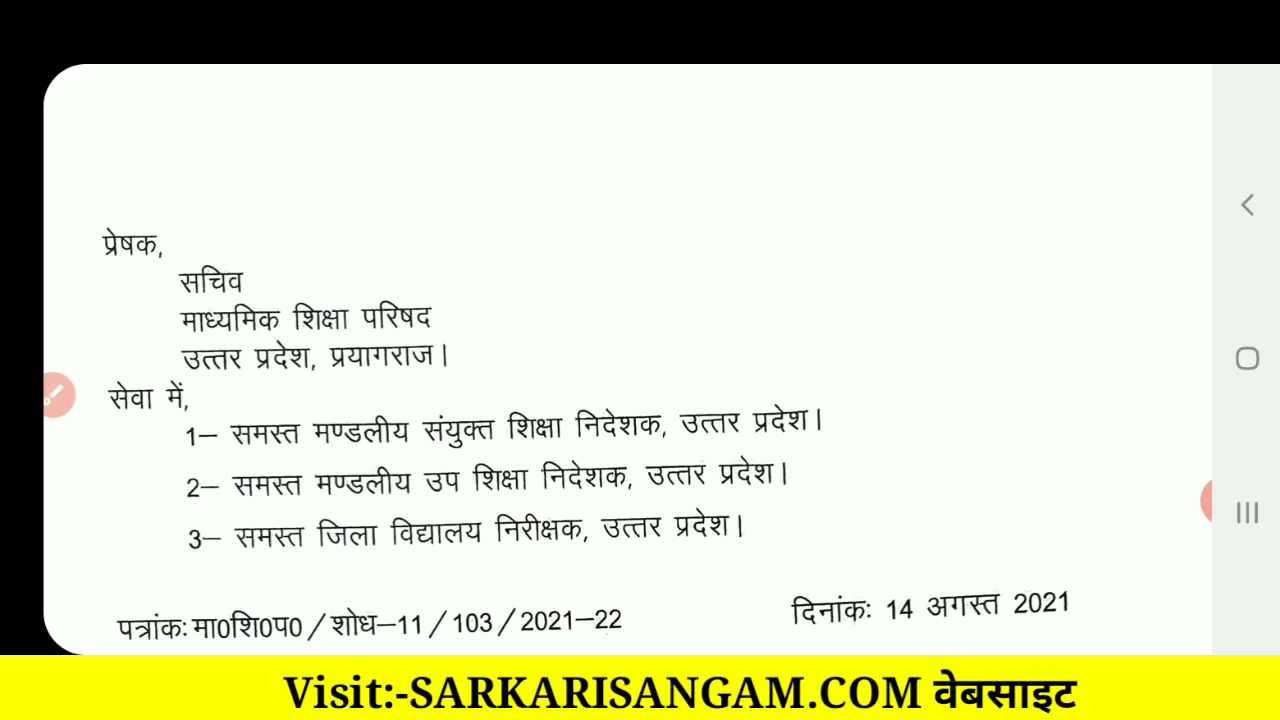 प्रेषक,
सचिव
माध्यमिक शिक्षा परिषद
उत्तर प्रदेश, प्रयागराज।
सेवा में,
1– समस्त मण्डलीय संयुक्त शिक्षा निदेशक, उत्तर प्रदेश।
2– समस्त मण्डलीय उप शिक्षा निदेशक, उत्तर प्रदेश।
3– समस्त जिला विद्यालय निरीक्षक, उत्तर प्रदेश।
पत्रांकः मा0शि0प0/शोध–11/103/2021–22 दिनांकः 14 अगस्त 2021
Visit:-SARKARISANGAM.COM वेबसाइट